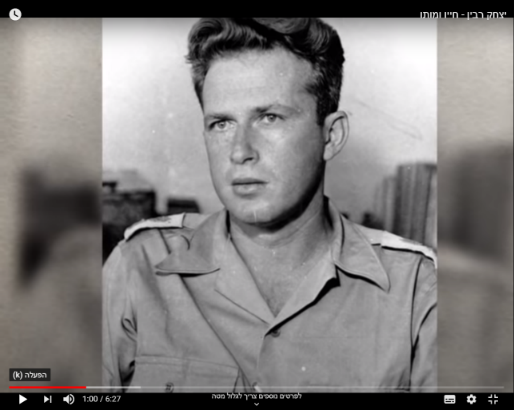 יצחק רבין - חייו ומותו
הפעלה (k)
1:00 / 6:27
לפרטים נוספים צריך לגלול מטה